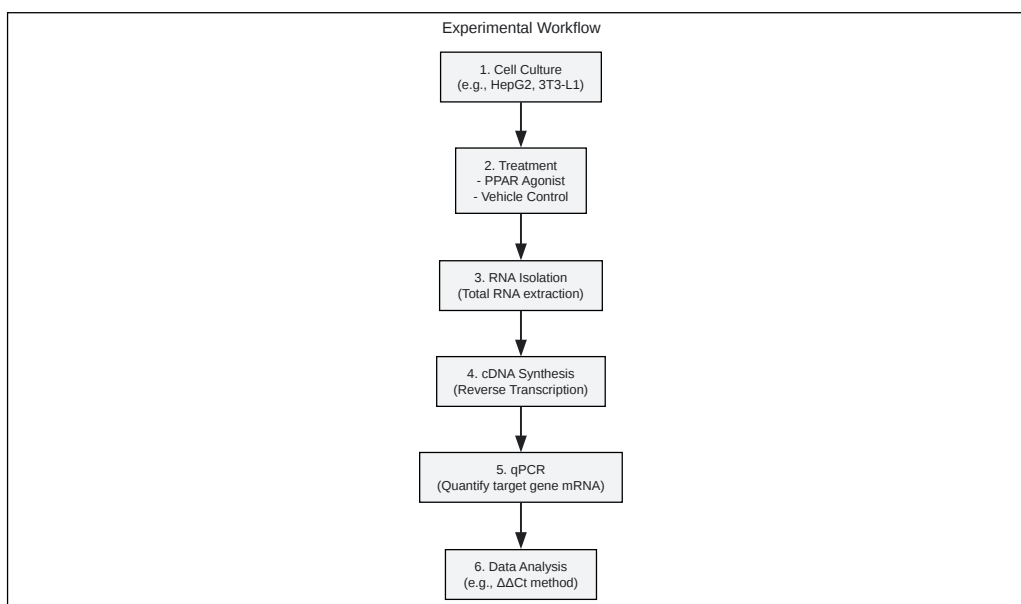 Experimental Workflow
1. Cell Culture
(e.g., HepG2, 3T3-L1)
2. Treatment
- PPAR Agonist
- Vehicle Control
3. RNA Isolation
(Total RNA extraction)
4. cDNA Synthesis
(Reverse Transcription)
5. qPCR
(Quantify target gene mRNA)
6. Data Analysis
(e.g., ΔΔCt method)